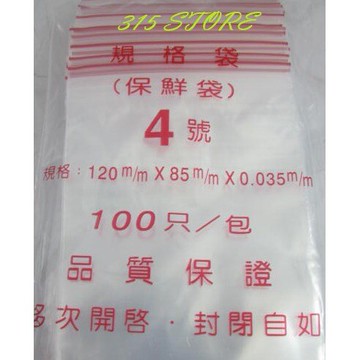 315 STORE
規格袋
(保鮮袋)
4號
規格：120m/m X 85m/m X 0.035m/m
100只／包
品質保證
多次開啓．封閉自如